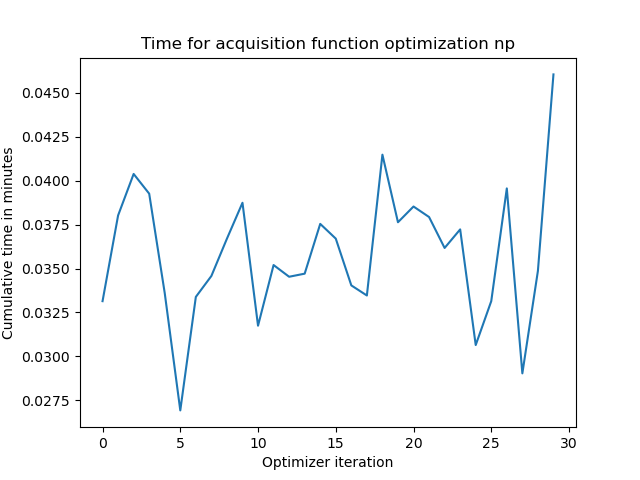 Time for acquisition function optimization np
Cumulative time in minutes
0.0450
0.0425
0.0400
0.0375
0.0350
0.0325
0.0300
0.0275
0 5 10 15 20 25 30
Optimizer iteration